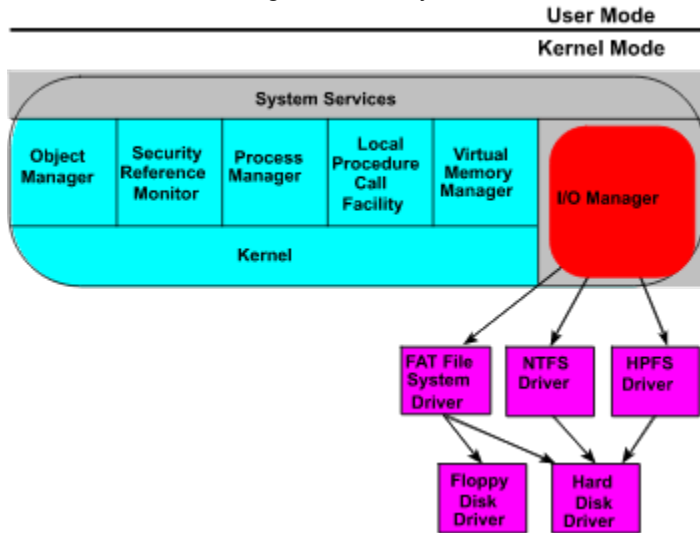 User Mode
Kernel Mode
System Services
Object
Manager
Security
Reference
Monitor
Process
Manager
Local
Procedure
Call
Facility
Virtual
Memory
Manager
I/O Manager
Kernel
FAT File
System
Driver
NTFS
Driver
HPFS
Driver
Floppy
Disk
Driver
Hard
Disk
Driver